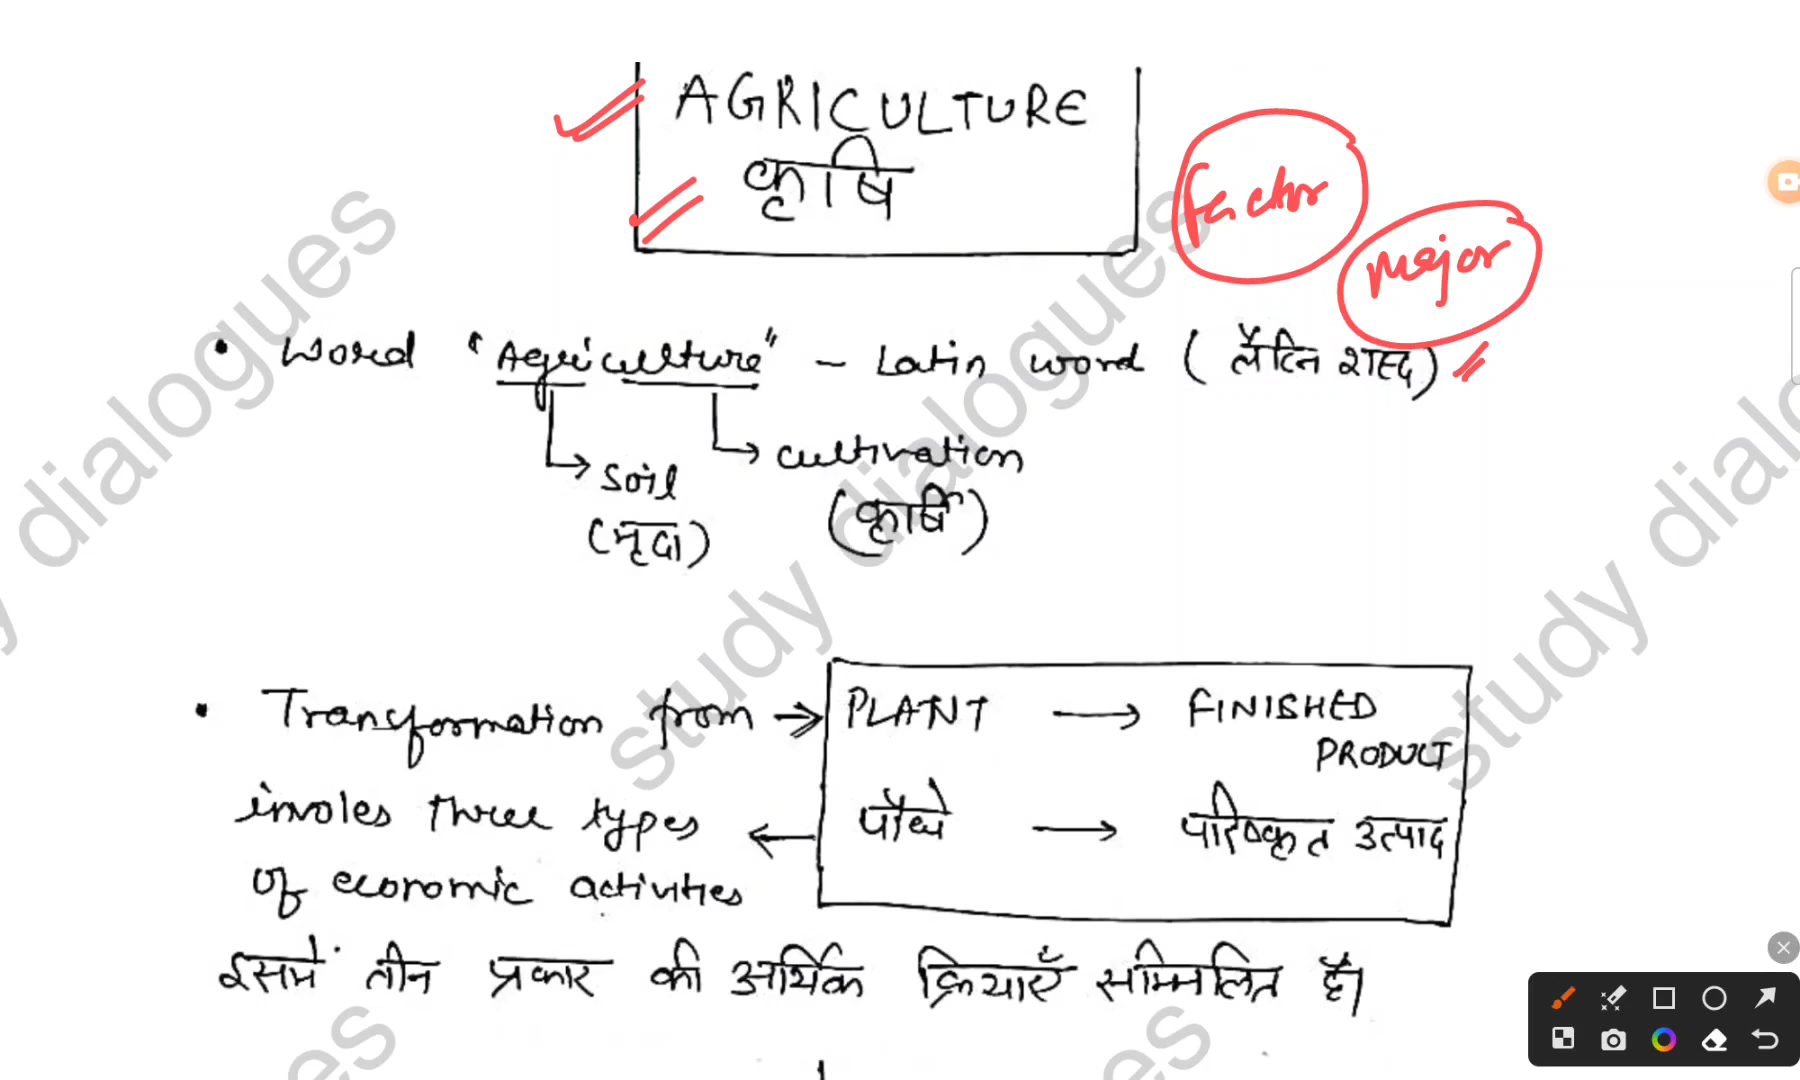 AGRICULTURE
कृषि
factor
major
• Word "Agriculture" - Latin word (लैटिन शब्द)
soil
(मृदा)
cultivation
(कृषि)
• Transformation from → PLANT → FINISHED
PRODUCT
involes three types ← पौधे → परिष्कृत उत्पाद
of economic activities
इसमें तीन प्रकार की आर्थिक क्रियाएँ सम्मिलित है।
study dialogues